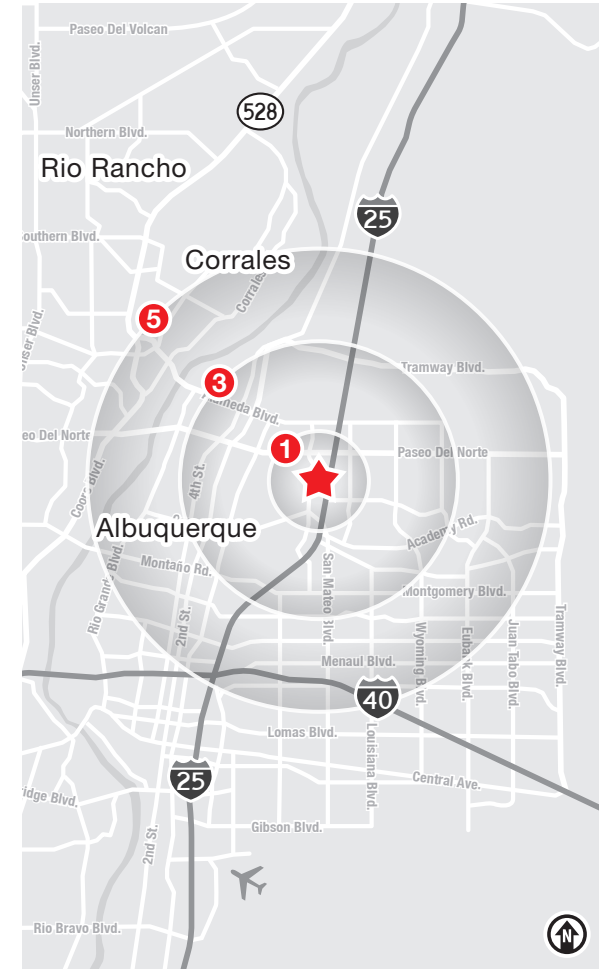 Paseo Del Volcan
Unser Blvd.
528
Northern Blvd.
Rio Rancho
25
Southern Blvd.
Corrales
Corrales
5
Unser Blvd.
3
Tramway Blvd.
Alameda Blvd.
Paseo Del Norte
1
Paseo Del Norte
Coors Blvd.
4th St.
Albuquerque
Academy Rd.
Montaño Rd.
San Mateo Blvd.
Montgomery Blvd.
Rio Grande Blvd.
2nd St.
Wyoming Blvd.
Eubank Blvd.
Juan Tabo Blvd.
Tramway Blvd.
Menaul Blvd.
40
Lomas Blvd.
Louisiana Blvd.
25
Central Ave.
ridge Blvd.
2nd St.
Gibson Blvd.
Rio Bravo Blvd.
N